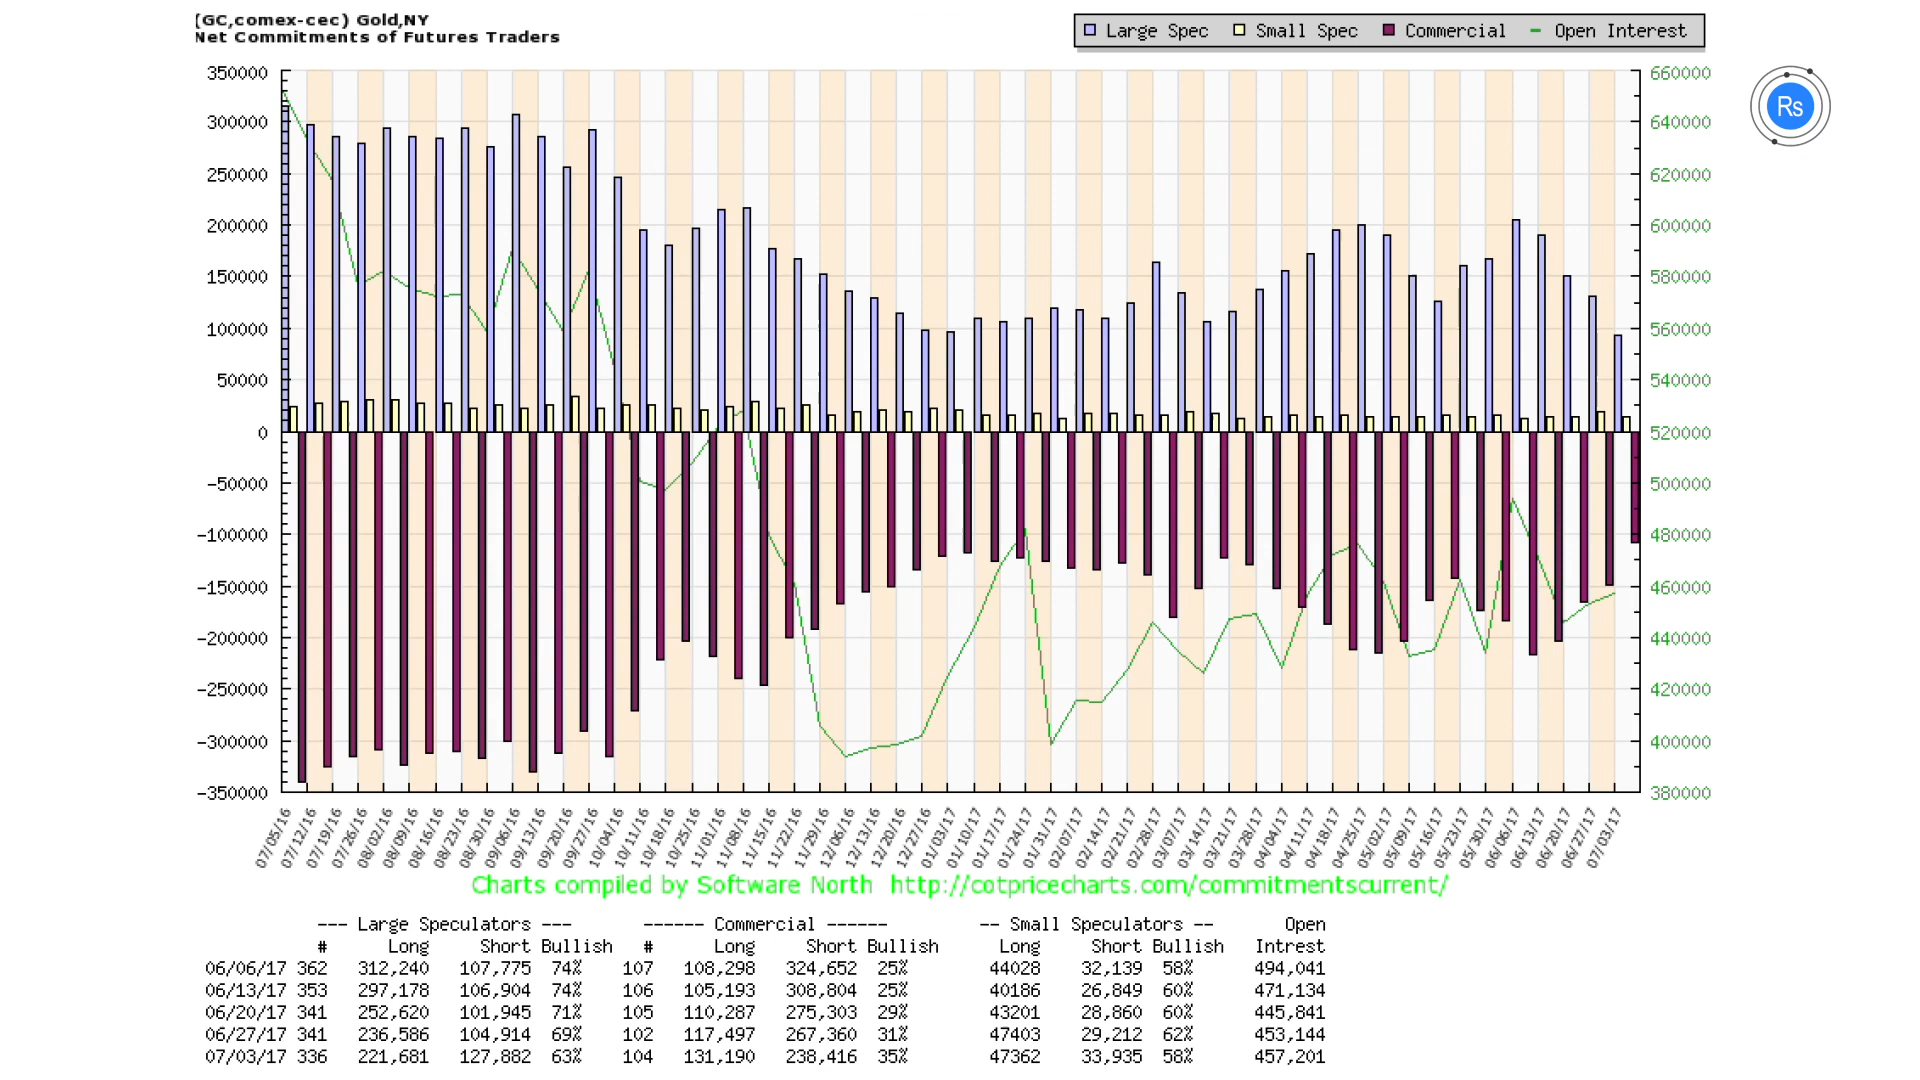 (GC,comex-cec) Gold,NY
Net Commitments of Futures Traders
Large Spec Small Spec Commercial Open Interest
Rs
350000 660000
300000 640000
250000 620000
200000 600000
150000 580000
100000 560000
50000 540000
0 520000
-50000 500000
-100000 480000
-150000 460000
-200000 440000
-250000 420000
-300000 400000
-350000 380000
07/05/16 07/12/16 07/19/16 07/26/16 08/02/16 08/09/16 08/16/16 08/23/16 08/30/16 09/06/16 09/13/16 09/20/16 09/27/16 10/04/16 10/11/16 10/18/16 10/25/16 11/01/16 11/08/16 11/15/16 11/22/16 11/29/16 12/06/16 12/13/16 12/20/16 12/27/16 01/03/17 01/10/17 01/17/17 01/24/17 01/31/17 02/07/17 02/14/17 02/21/17 02/28/17 03/07/17 03/14/17 03/21/17 03/28/17 04/04/17 04/11/17 04/18/17 04/25/17 05/02/17 05/09/17 05/16/17 05/23/17 05/30/17 06/06/17 06/13/17 06/20/17 06/27/17 07/03/17
Charts compiled by Software North http://cotpricecharts.com/commitmentscurrent/
--- Large Speculators --- ------ Commercial ------ -- Small Speculators -- Open
# Long Short Bullish # Long Short Bullish Long Short Bullish Intrest
06/06/17 362 312,240 107,775 74% 107 108,298 324,652 25% 44028 32,139 58% 494,041
06/13/17 353 297,178 106,904 74% 106 105,193 308,804 25% 40186 26,849 60% 471,134
06/20/17 341 252,620 101,945 71% 105 110,287 275,303 29% 43201 28,860 60% 445,841
06/27/17 341 236,586 104,914 69% 102 117,497 267,360 31% 47403 29,212 62% 453,144
07/03/17 336 221,681 127,882 63% 104 131,190 238,416 35% 47362 33,935 58% 457,201